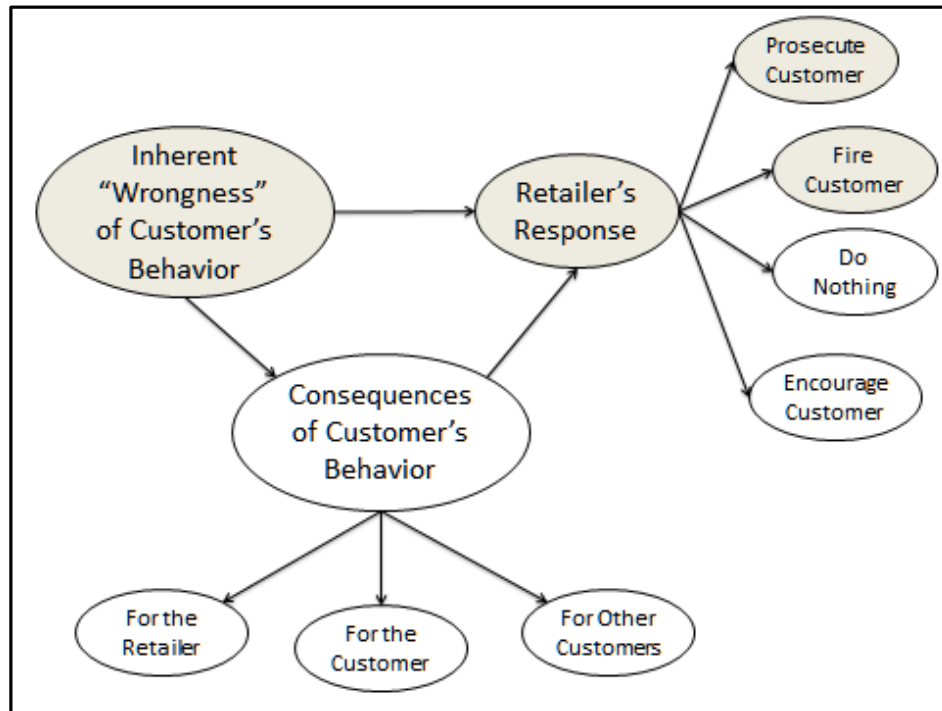 Prosecute
Customer
Inherent
“Wrongness”
of Customer’s
Behavior
Retailer’s
Response
Fire
Customer
Do
Nothing
Encourage
Customer
Consequences
of Customer’s
Behavior
For the
Retailer
For the
Customer
For Other
Customers